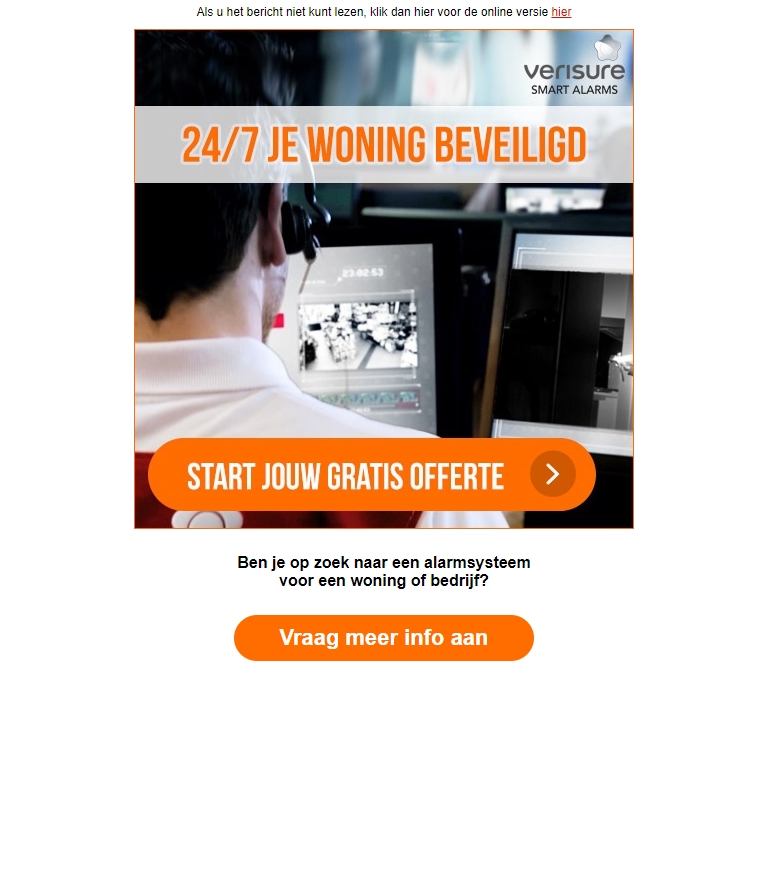 Als u het bericht niet kunt lezen, klik dan hier voor de online versie hier
verisure
SMART ALARMS
24/7 JE WONING BEVEILIGD
23:02:53
START JOUW GRATIS OFFERTE
Ben je op zoek naar een alarmsysteem
voor een woning of bedrijf?
Vraag meer info aan